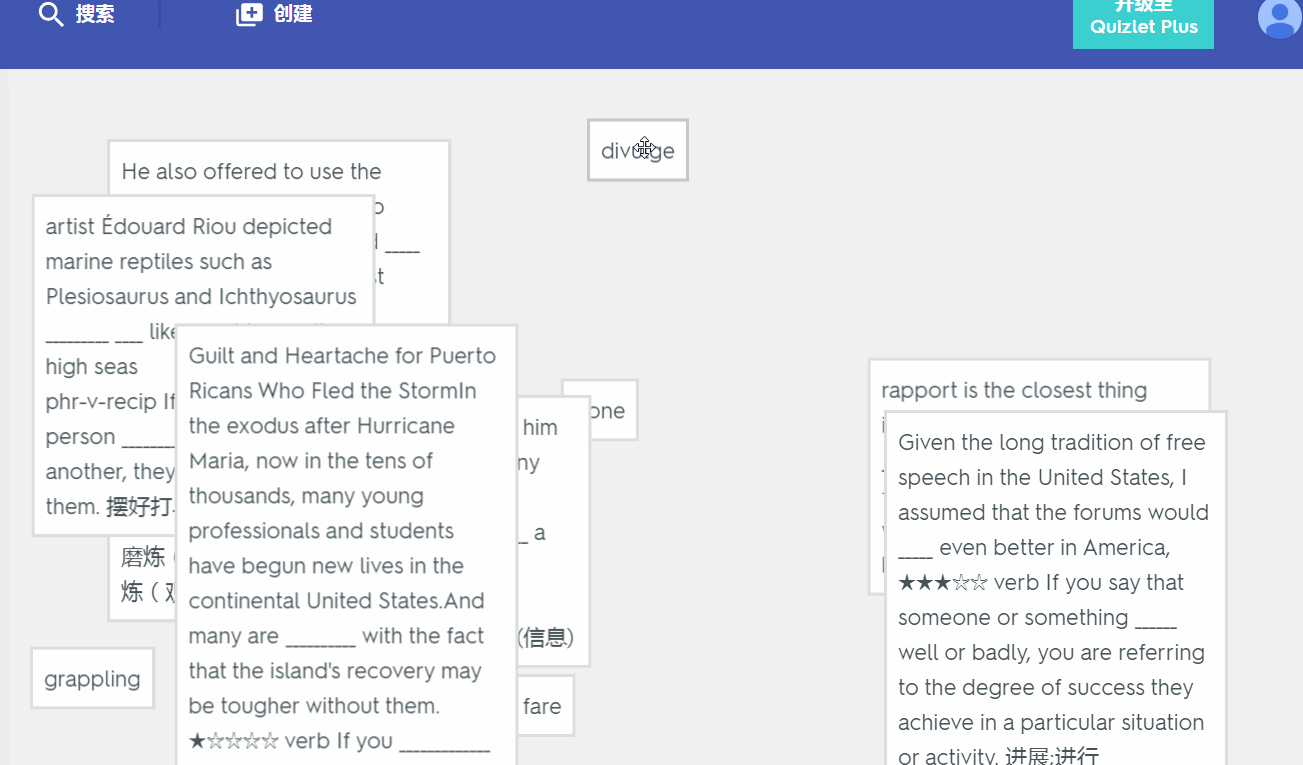 搜索
创建
升级至
Quizlet Plus
divulge
He also offered to use the
artist Édouard Riou depicted
marine reptiles such as
Plesiosaurus and Ichthyosaurus
_________ ____ like
high seas
phr-v-recip If
person
another, they
them. 摆好打
磨炼
炼
Guilt and Heartache for Puerto
Ricans Who Fled the StormIn
the exodus after Hurricane
Maria, now in the tens of
thousands, many young
professionals and students
have begun new lives in the
continental United States.And
many are __________ with the fact
that the island's recovery may
be tougher without them.
★☆☆☆☆ verb If you _____________
him
a
(信息)
one
grappling
fare
rapport is the closest thing
Given the long tradition of free
speech in the United States, I
assumed that the forums would
_____ even better in America,
★★★☆☆ verb If you say that
someone or something ______
well or badly, you are referring
to the degree of success they
achieve in a particular situation
or activity. 进展;进行